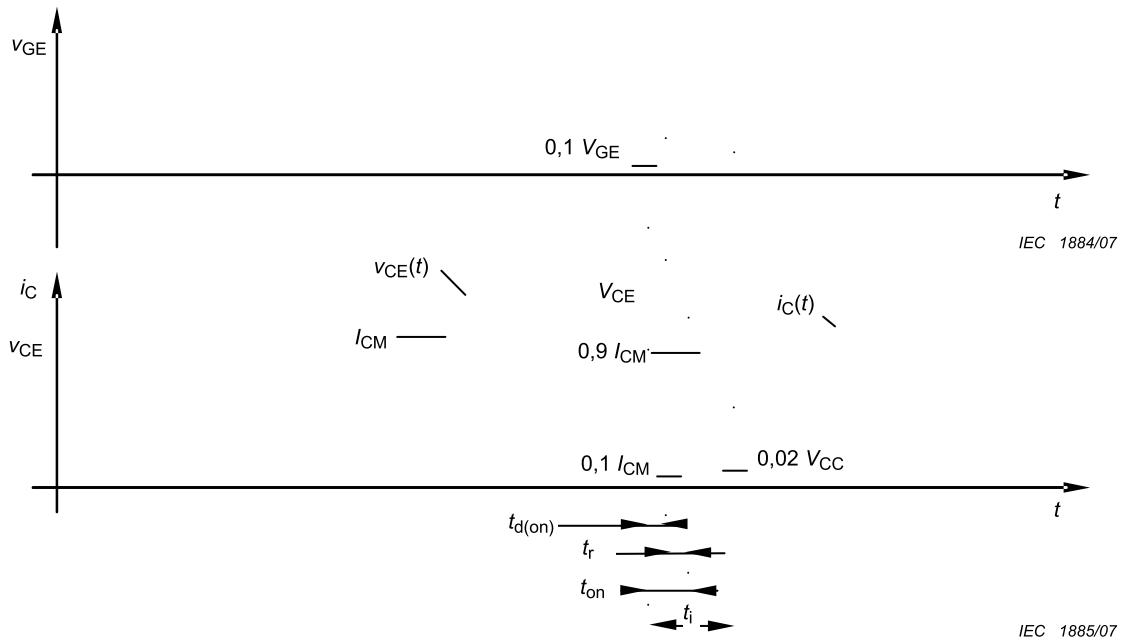 vGE
0,1 VGE
t
IEC 1884/07
iC
vCE(t)
VCE
iC(t)
ICM
vCE
0,9 ICM
0,1 ICM
0,02 VCC
t
td(on)
tr
ton
ti
IEC 1885/07